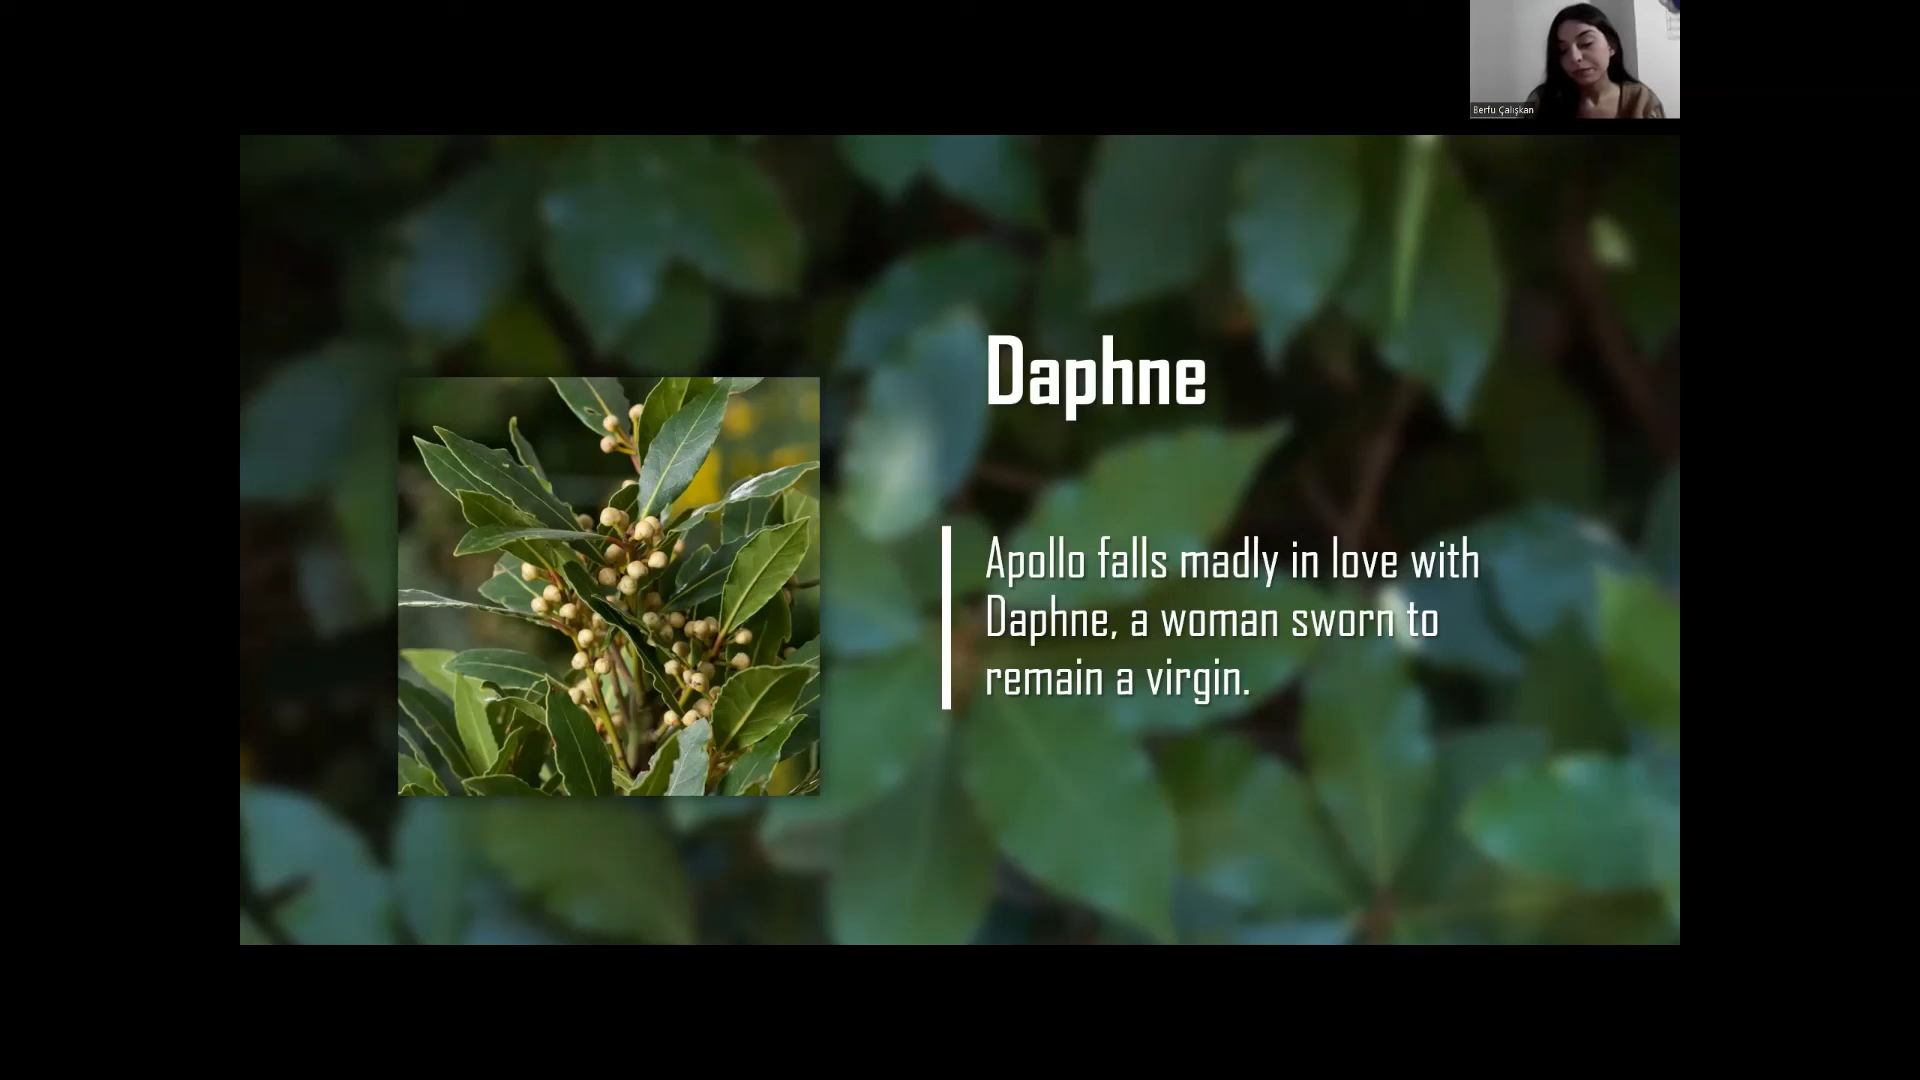 Berfu Çalışkan
Daphne
Apollo falls madly in love with
Daphne, a woman sworn to
remain a virgin.